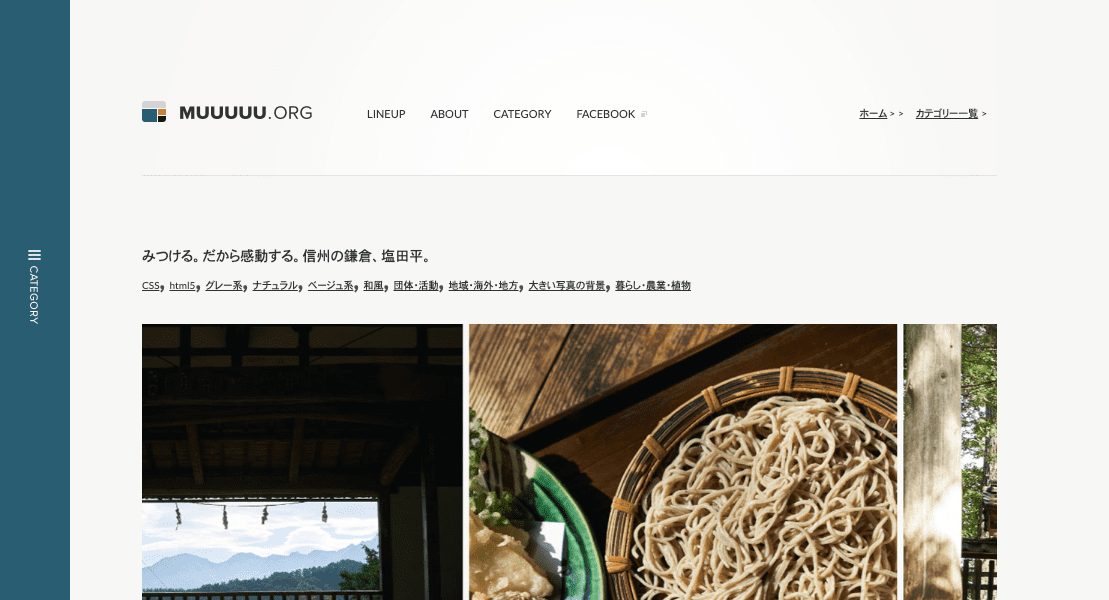 MUUUUU.ORG LINEUP ABOUT CATEGORY FACEBOOK ホーム > > カテゴリー一覧 >
CATEGORY
みつける。だから感動する。信州の鎌倉、塩田平。
CSS, html5, グレー系, ナチュラル, ベージュ系, 和風, 団体・活動, 地域・海外・地方, 大きい写真の背景, 暮らし・農業・植物